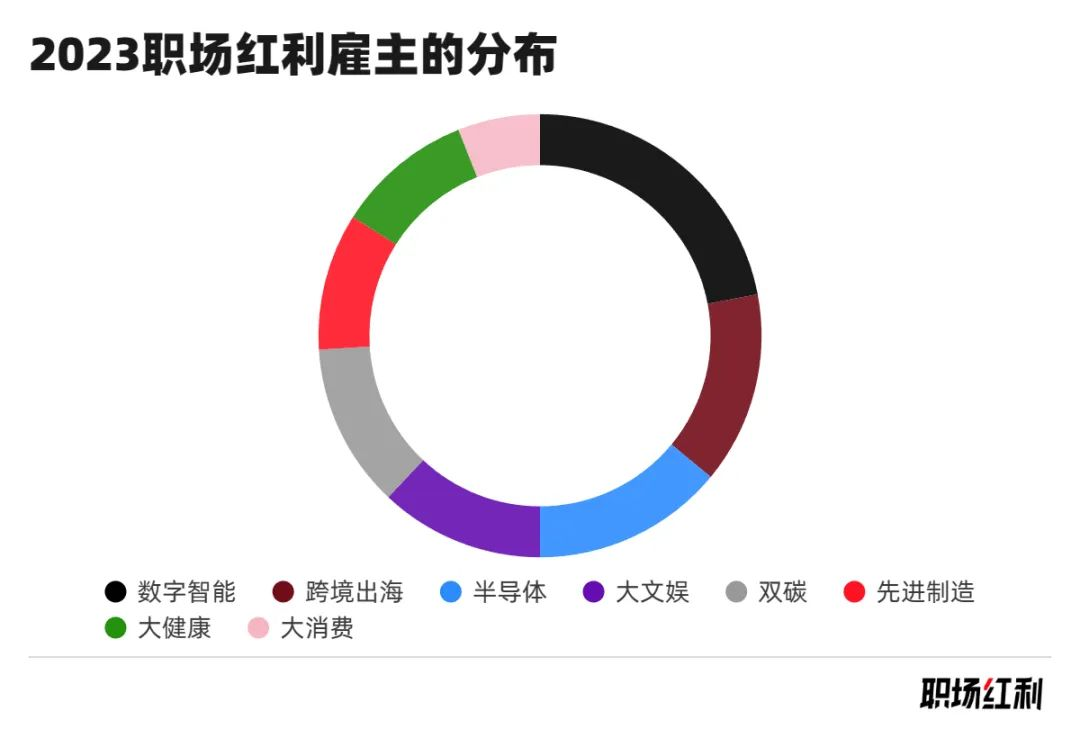 2023职场红利雇主的分布
数字智能 跨境出海 半导体 大文娱 双碳 先进制造
大健康 大消费
职场红利